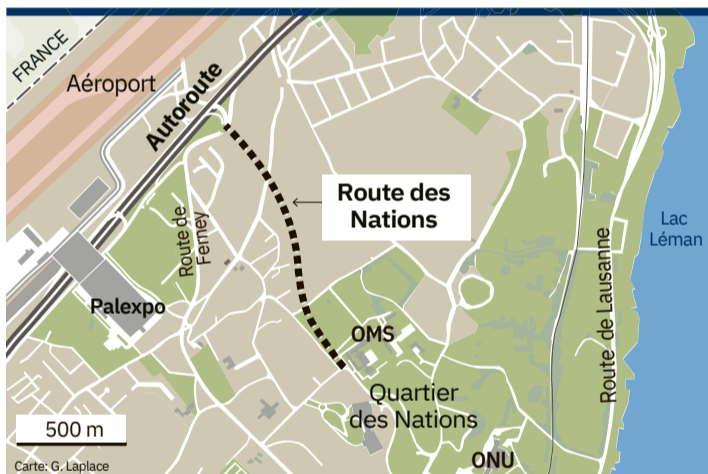 FRANCE
Aéroport
Autoroute
Route des
Nations
Route de
Ferney
Lac
Léman
Palexpo
Route de Lausanne
OMS
Quartier
des Nations
500 m
ONU
Carte: G. Laplace